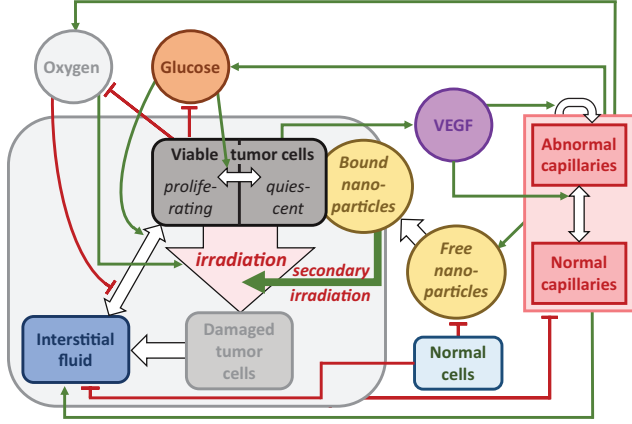 Oxygen
Glucose
VEGF
Abnormal
capillaries
Viable tumor cells
prolife-
rating
quies-
cent
Bound
nano-
particles
irradiation
secondary
irradiation
Free
nano-
particles
Normal
capillaries
Interstitial
fluid
Damaged
tumor
cells
Normal
cells